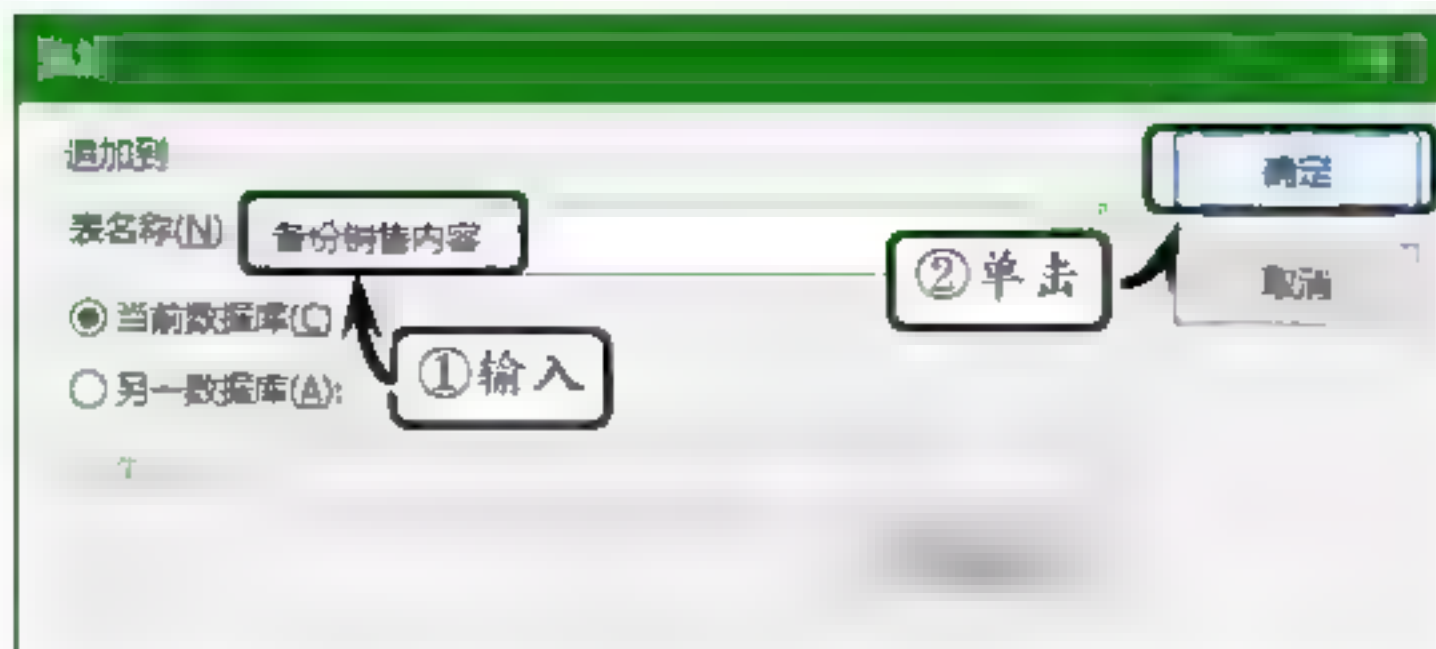 追加到
确定
表名称(N)
备份销售内容
②单击
取消
当前数据库(C)
①输入
另一数据库(A):